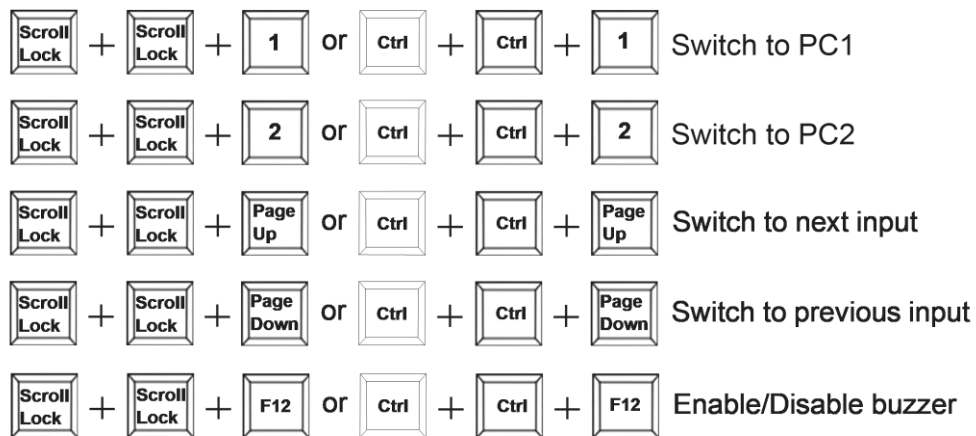 Scroll Lock + Scroll Lock + 1 or Ctrl + Ctrl + 1 Switch to PC1
Scroll Lock + Scroll Lock + 2 or Ctrl + Ctrl + 2 Switch to PC2
Scroll Lock + Scroll Lock + Page Up or Ctrl + Ctrl + Page Up Switch to next input
Scroll Lock + Scroll Lock + Page Down or Ctrl + Ctrl + Page Down Switch to previous input
Scroll Lock + Scroll Lock + F12 or Ctrl + Ctrl + F12 Enable/Disable buzzer